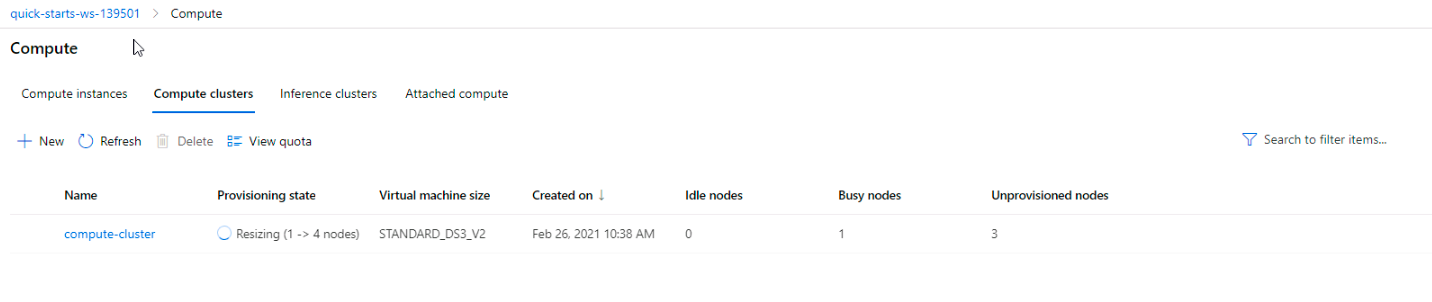 quick-starts-ws-139501 > Compute
Compute
Compute instances Compute clusters Inference clusters Attached compute
New Refresh Delete View quota Search to filter items...
Name Provisioning state Virtual machine size Created on ↓ Idle nodes Busy nodes Unprovisioned nodes
compute-cluster Resizing (1 -> 4 nodes) STANDARD_DS3_V2 Feb 26, 2021 10:38 AM 0 1 3